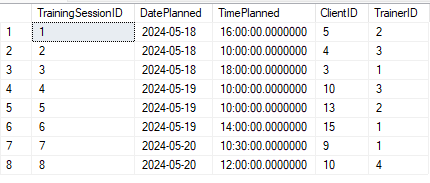 TrainingSessionID DatePlanned TimePlanned ClientID TrainerID
1 1 2024-05-18 16:00:00.0000000 5 2
2 2 2024-05-18 10:00:00.0000000 4 3
3 3 2024-05-18 18:00:00.0000000 3 1
4 4 2024-05-19 10:00:00.0000000 10 3
5 5 2024-05-19 10:00:00.0000000 13 2
6 6 2024-05-19 14:00:00.0000000 15 1
7 7 2024-05-20 10:30:00.0000000 9 1
8 8 2024-05-20 12:00:00.0000000 10 4